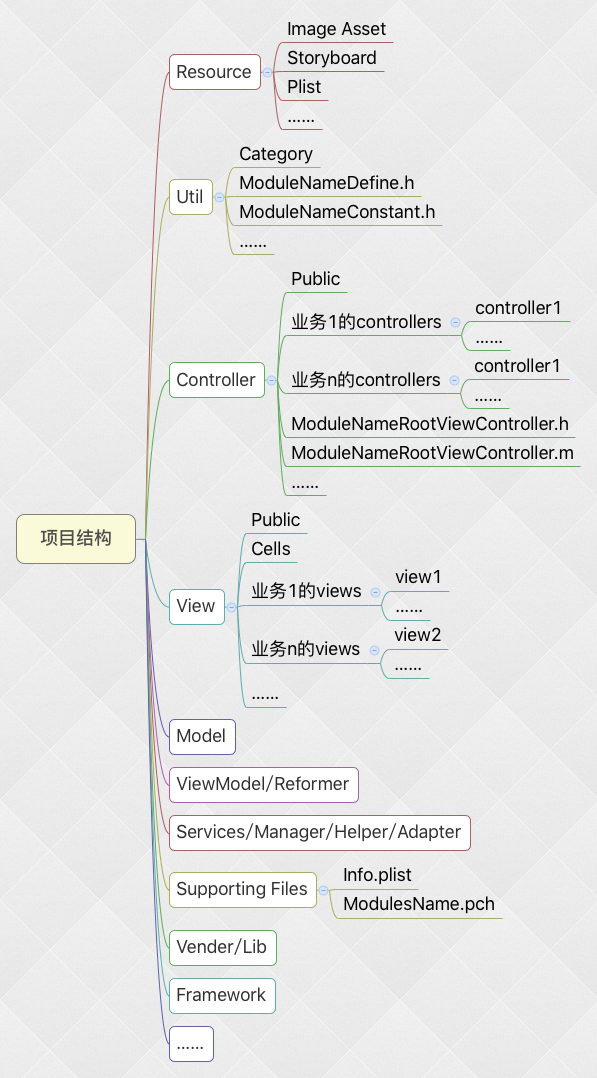 项目结构
Resource
Image Asset
Storyboard
Plist
……
Util
Category
ModuleNameDefine.h
ModuleNameConstant.h
……
Controller
Public
业务1的controllers
controller1
……
业务n的controllers
controller1
……
ModuleNameRootViewController.h
ModuleNameRootViewController.m
……
View
Public
Cells
业务1的views
view1
……
业务n的views
view2
……
……
Model
ViewModel/Reformer
Services/Manager/Helper/Adapter
Supporting Files
Info.plist
ModulesName.pch
Vender/Lib
Framework
……